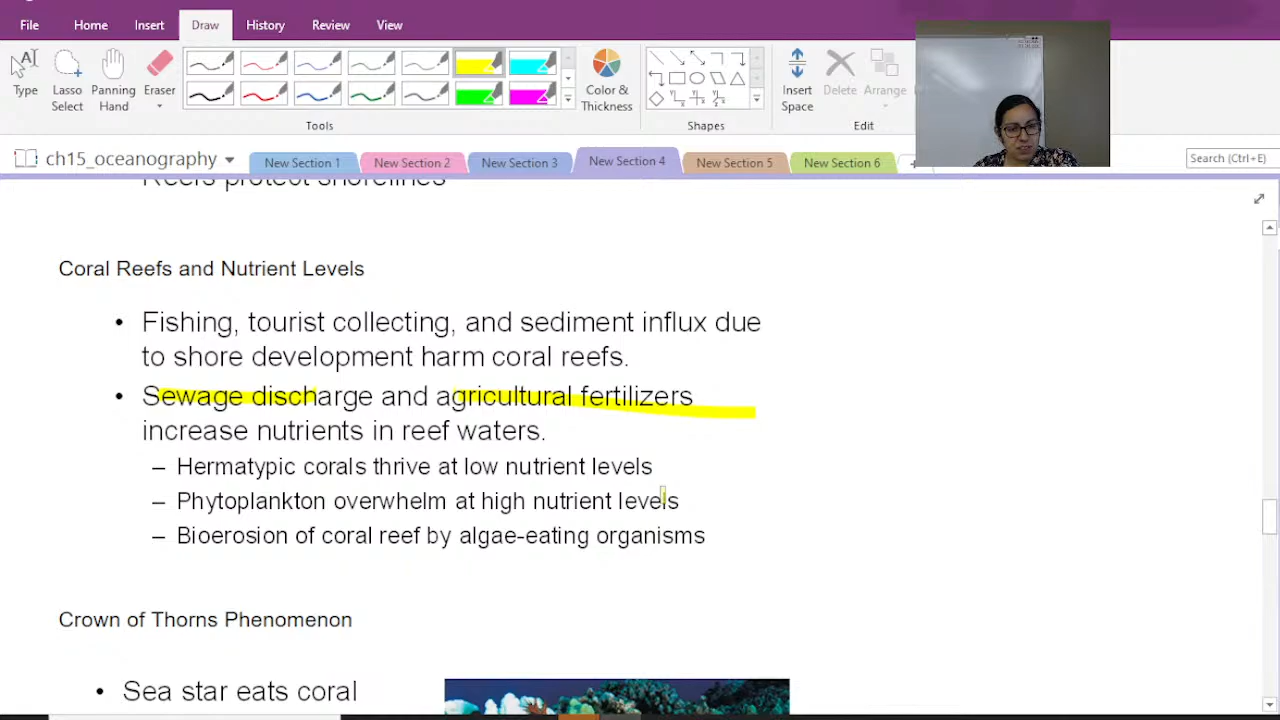 File Home Insert Draw History Review View
Type
Lasso Select
Panning Hand
Eraser
Color & Thickness
Insert Space
Delete
Arrange
Tools
Shapes
Edit
ch15_oceanography
New Section 1 New Section 2 New Section 3 New Section 4 New Section 5 New Section 6
Search (Ctrl+E)
Reefs protect shorelines
Coral Reefs and Nutrient Levels
• Fishing, tourist collecting, and sediment influx due
to shore development harm coral reefs.
• Sewage discharge and agricultural fertilizers
increase nutrients in reef waters.
– Hermatypic corals thrive at low nutrient levels
– Phytoplankton overwhelm at high nutrient levels
– Bioerosion of coral reef by algae-eating organisms
Crown of Thorns Phenomenon
• Sea star eats coral